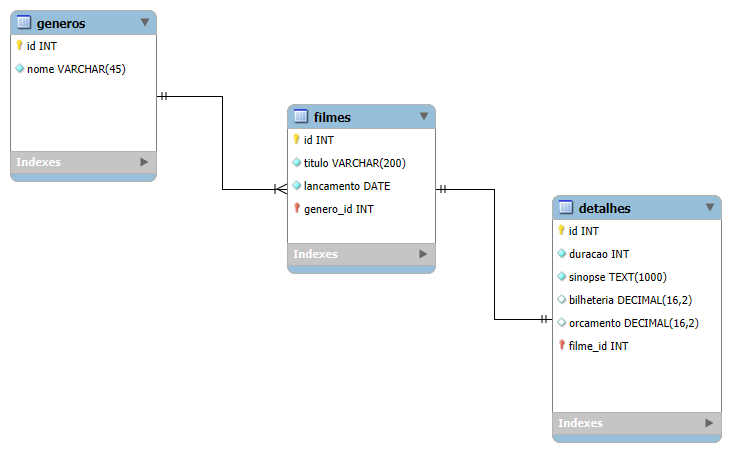 generos
id INT
nome VARCHAR(45)
Indexes
filmes
id INT
titulo VARCHAR(200)
lancamento DATE
genero_id INT
Indexes
detalhes
id INT
duracao INT
sinopse TEXT(1000)
bilheteria DECIMAL(16,2)
orcamento DECIMAL(16,2)
filme_id INT
Indexes